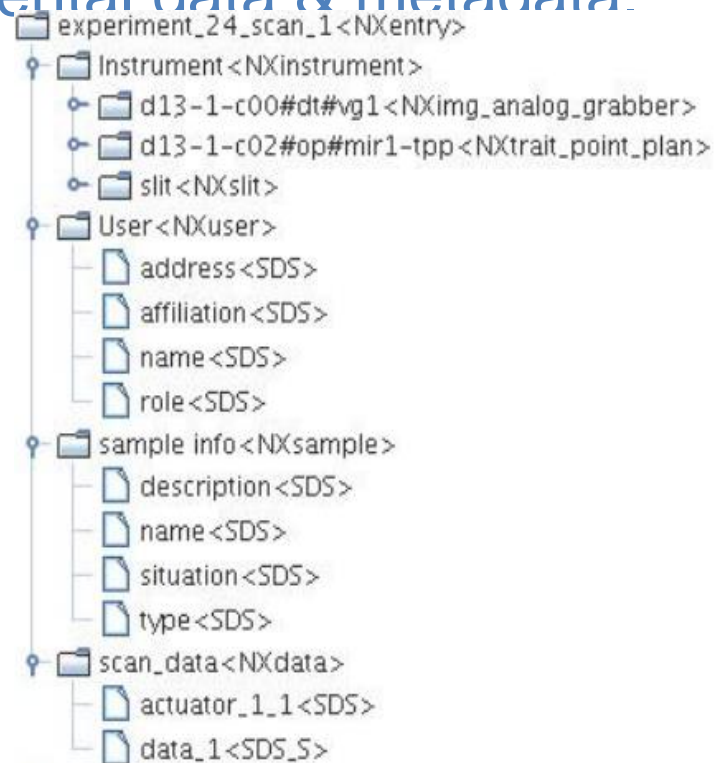 data & metadata.
experiment_24_scan_1<NXentry>
Instrument<NXinstrument>
d13-1-c00#dt#vg1<NXimg_analog_grabber>
d13-1-c02#op#mir1-tpp<NXtrait_point_plan>
slit<NXslit>
User<NXuser>
address<SDS>
affiliation<SDS>
name<SDS>
role<SDS>
sample info<NXsample>
description<SDS>
name<SDS>
situation<SDS>
type<SDS>
scan_data<NXdata>
actuator_1_1<SDS>
data_1<SDS_S>